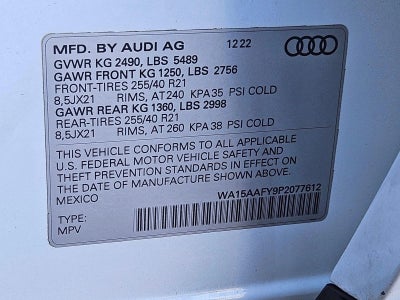 MFD. BY AUDI AG 12 22
GVWR KG 2490, LBS 5489
GAWR FRONT KG 1250, LBS 2756
FRONT-TIRES 255/40 R21
8,5JX21 RIMS, AT 240 KPA 35 PSI COLD
GAWR REAR KG 1360, LBS 2998
REAR-TIRES 255/40 R21
8,5JX21 RIMS, AT 260 KPA 38 PSI COLD
THIS VEHICLE CONFORMS TO ALL APPLICABLE
U.S. FEDERAL MOTOR VEHICLE SAFETY AND
THEFT PREVENTION STANDARDS IN EFFECT ON
THE DATE OF MANUFACTURE SHOWN ABOVE.
MEXICO WA15AAFY9P2077612
TYPE:
MPV